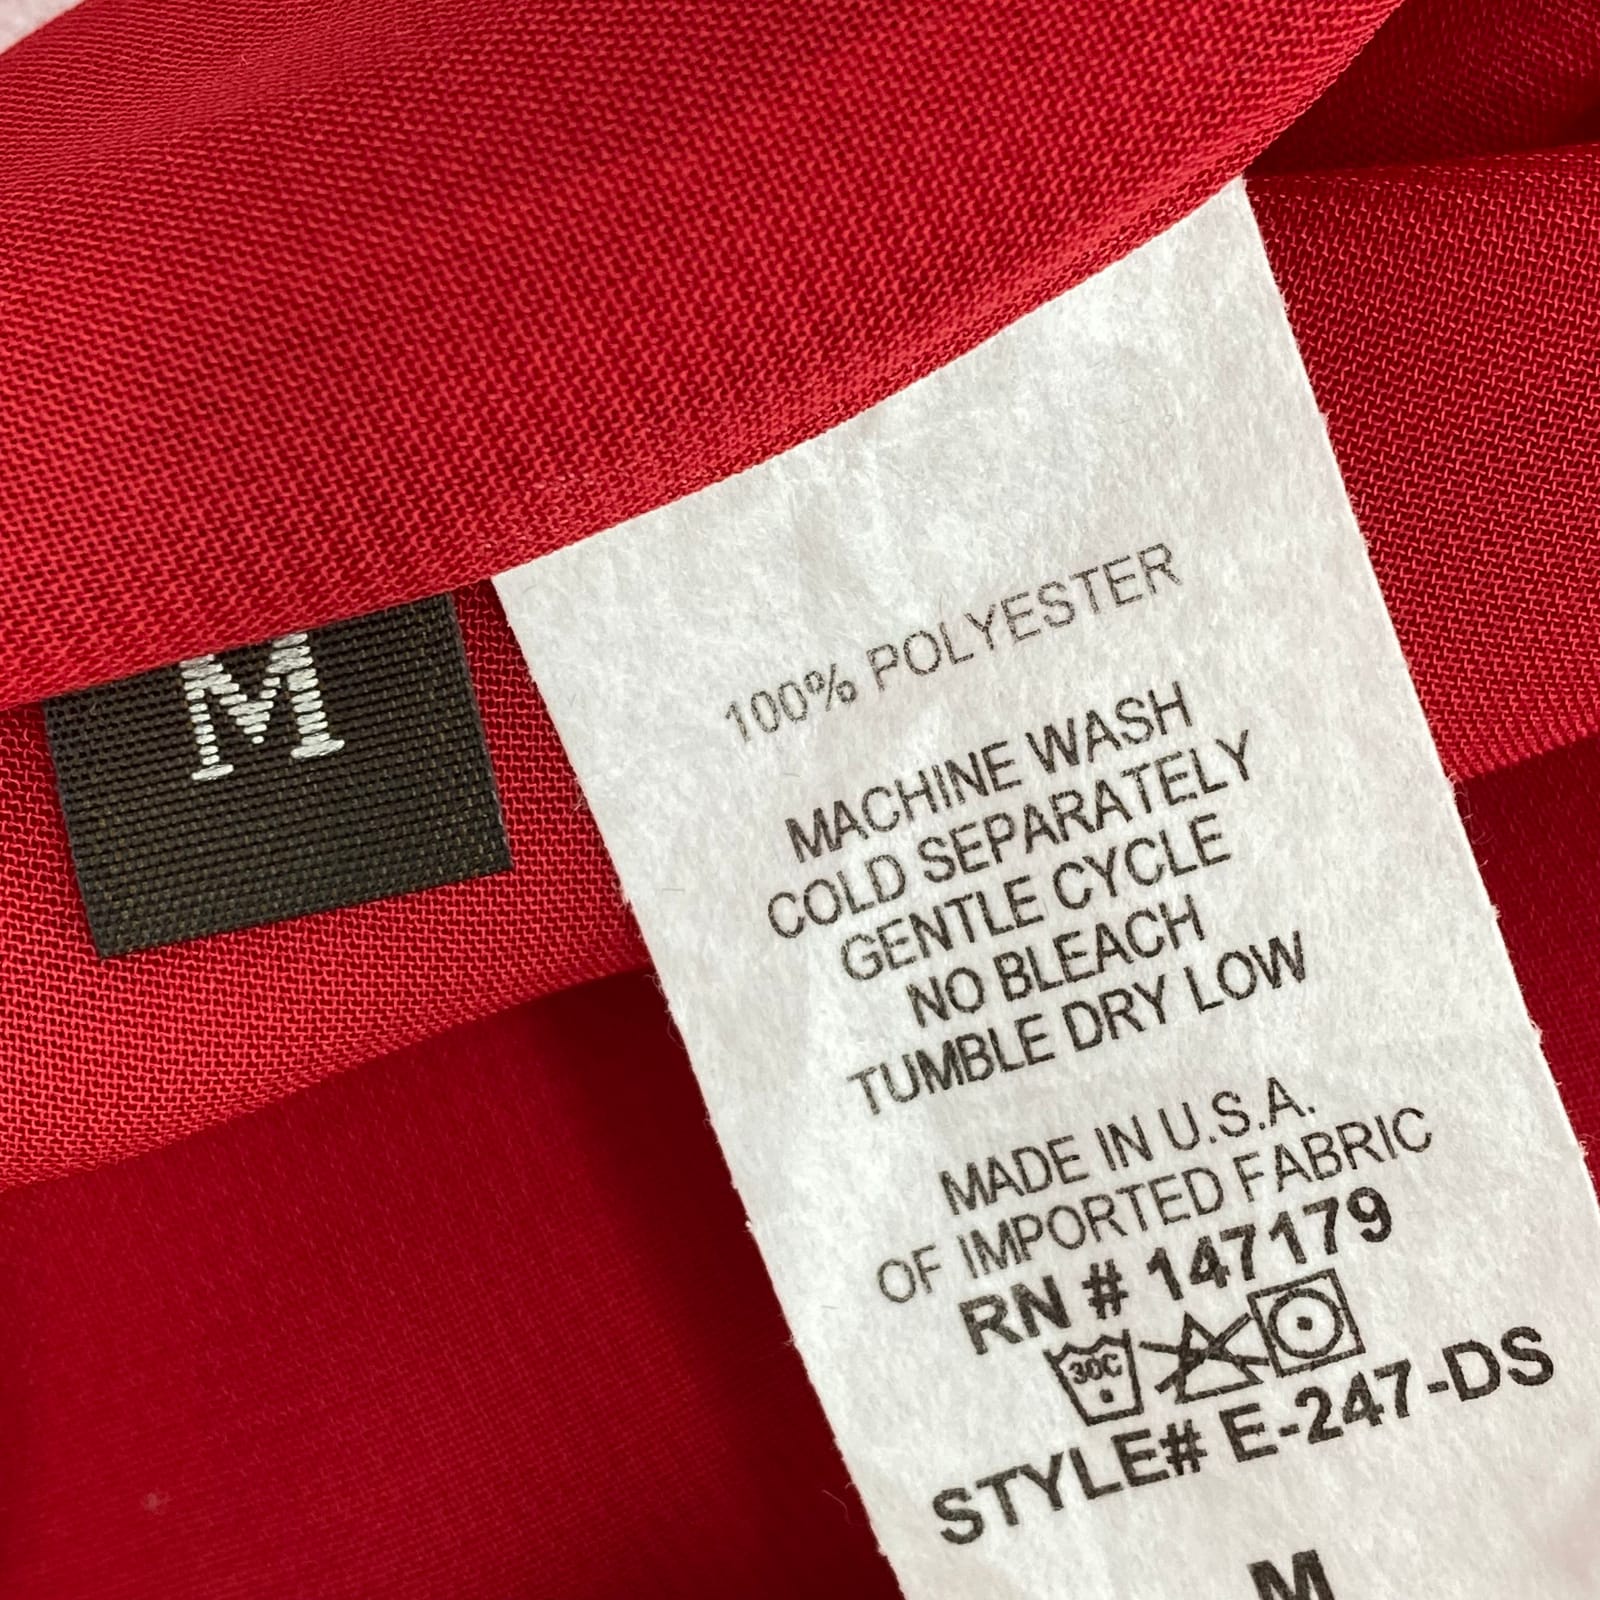 M
100% POLYESTER
MACHINE WASH
COLD SEPARATELY
GENTLE CYCLE
NO BLEACH
TUMBLE DRY LOW
MADE IN U.S.A.
OF IMPORTED FABRIC
RN # 147179
30C
STYLE# E-247-DS
M